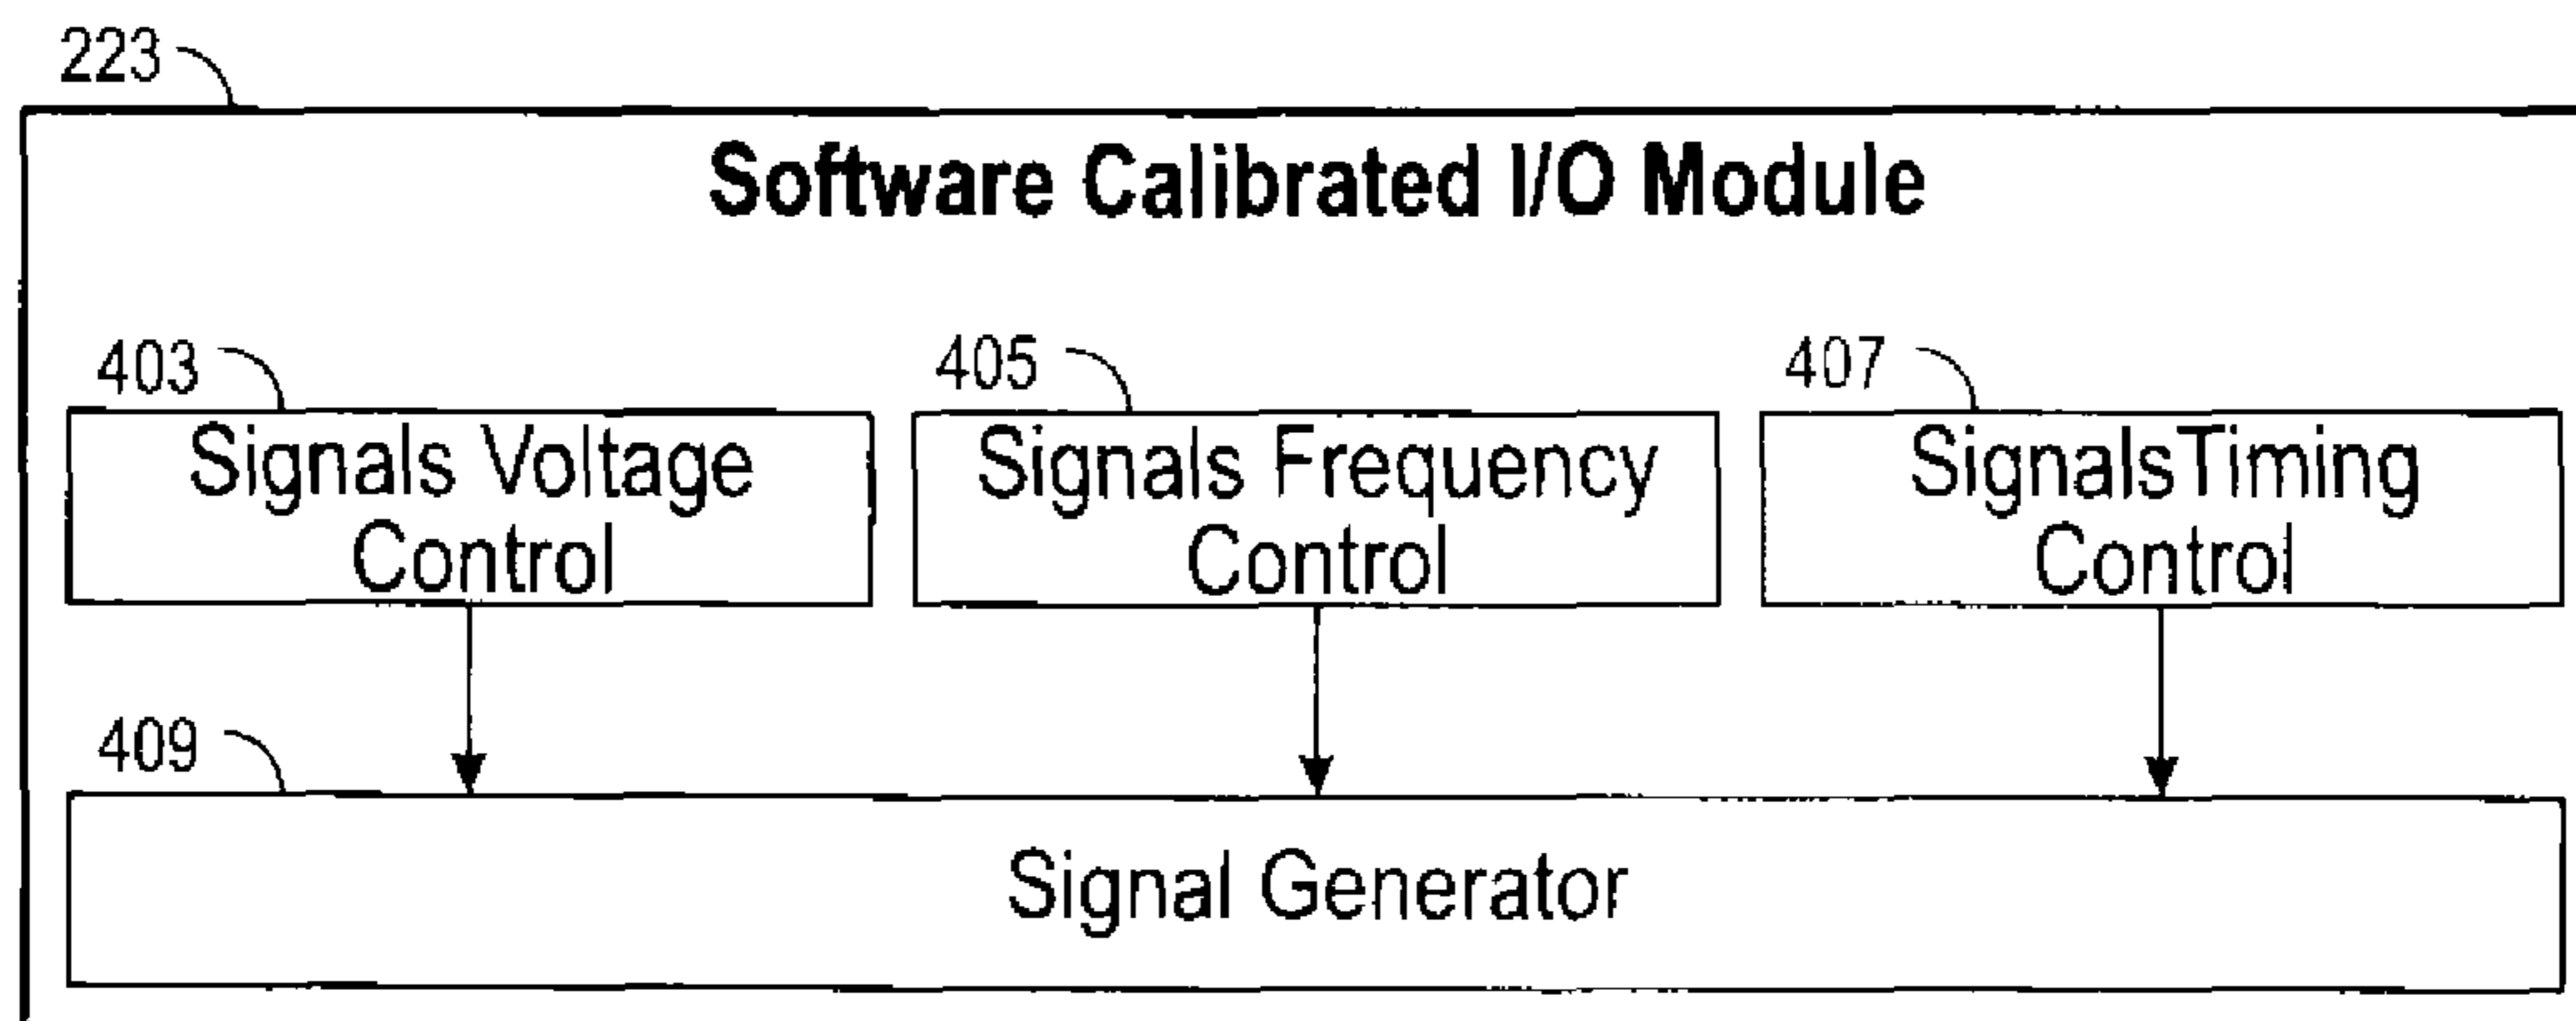 223
Software Calibrated I/O Module
403
405
407
Signals Voltage
Control
Signals Frequency
Control
SignalsTiming
Control
409
Signal Generator